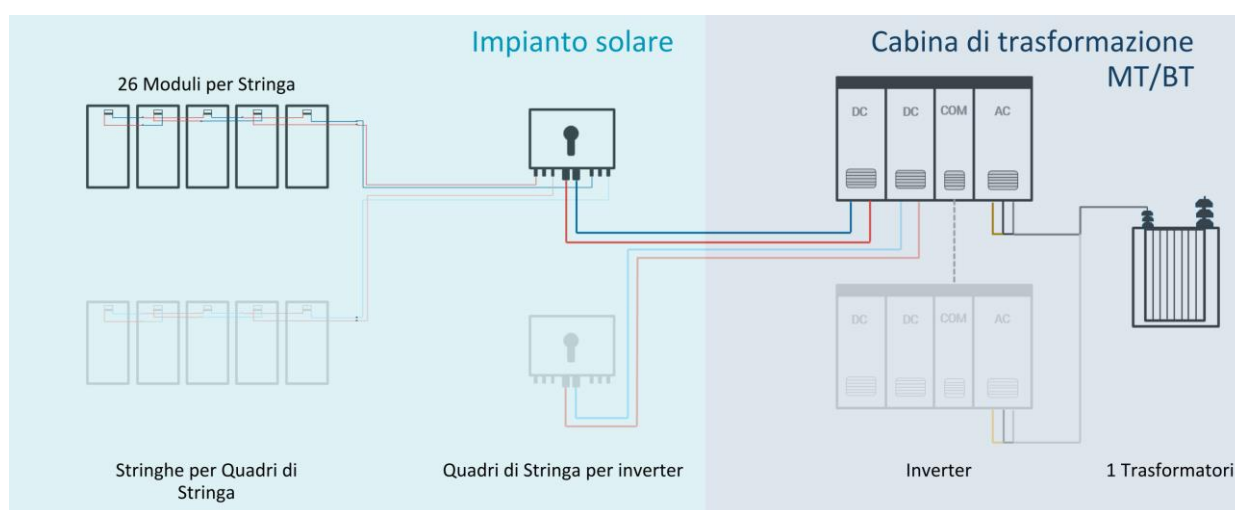 Impianto solare
Cabina di trasformazione
MT/BT
26 Moduli per Stringa
DC DC COM AC
DC DC COM AC
Stringhe per Quadri di
Stringa
Quadri di Stringa per inverter
Inverter
1 Trasformatori